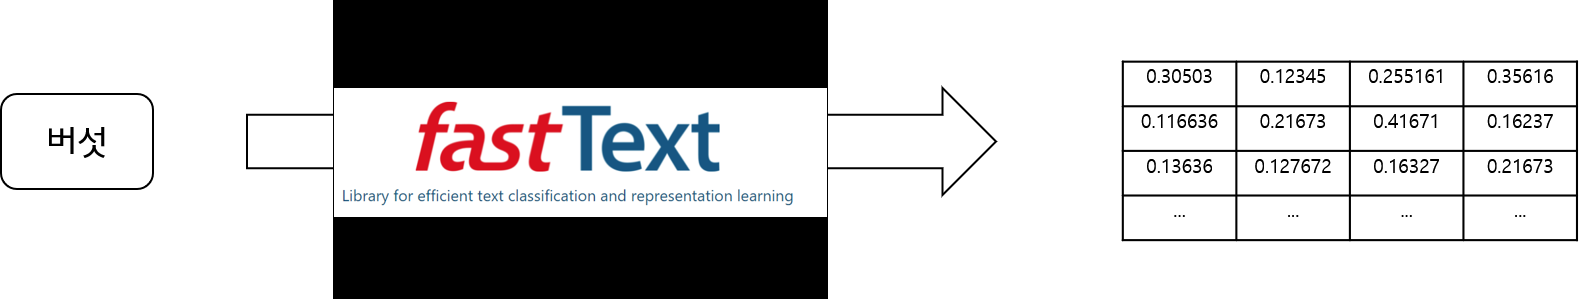 버섯
fastText
Library for efficient text classification and representation learning
0.30503 0.12345 0.255161 0.35616
0.116636 0.21673 0.41671 0.16237
0.13636 0.127672 0.16327 0.21673
... ... ... ...